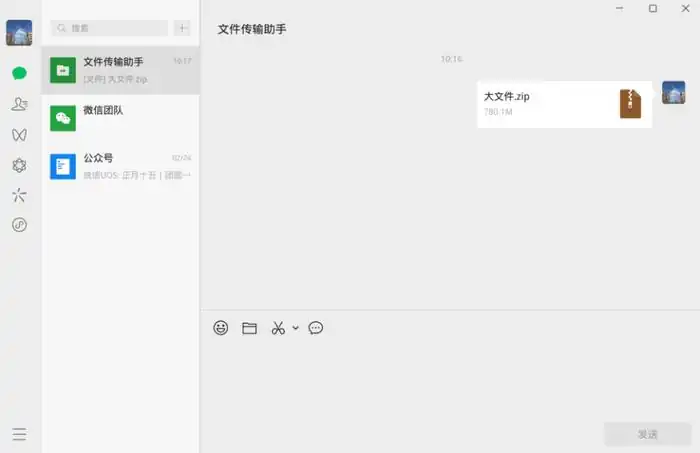 搜索
文件传输助手
10:17
[文件] 大文件.zip
微信团队
公众号
02/24
统信UOS: 正月十五 | 团圆一
文件传输助手
10:16
大文件.zip
780.1M
发送